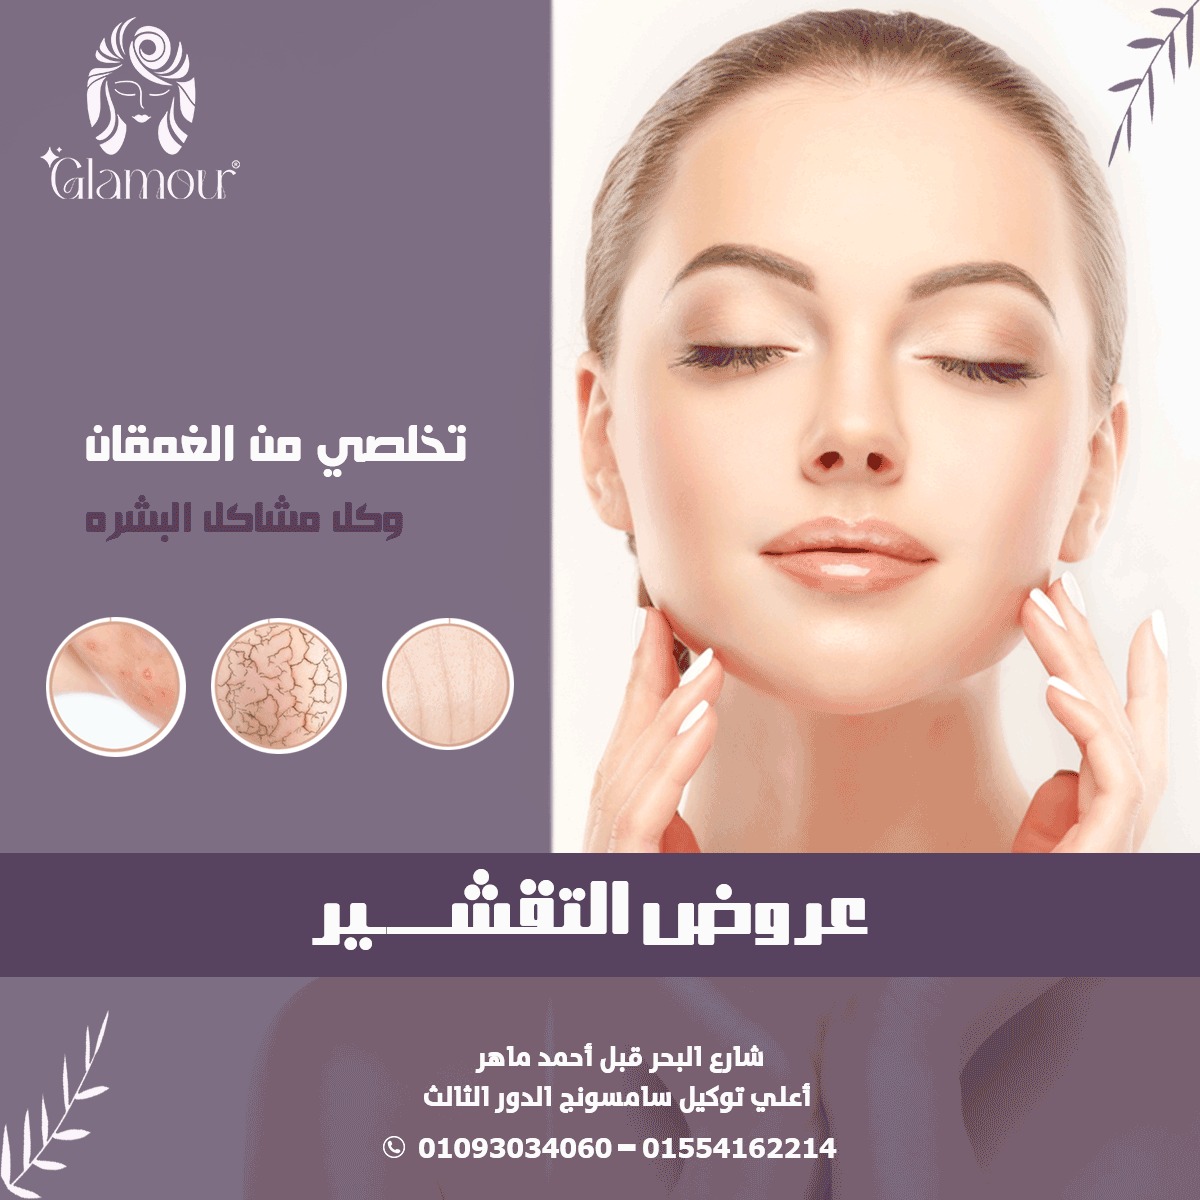 Glamour®
تخلصي من الغمقان
وكل مشاكل البشره
عروض التقشـــير
شارع البحر قبل أحمد ماهر
أعلي توكيل سامسونج الدور الثالث
01093034060 – 01554162214